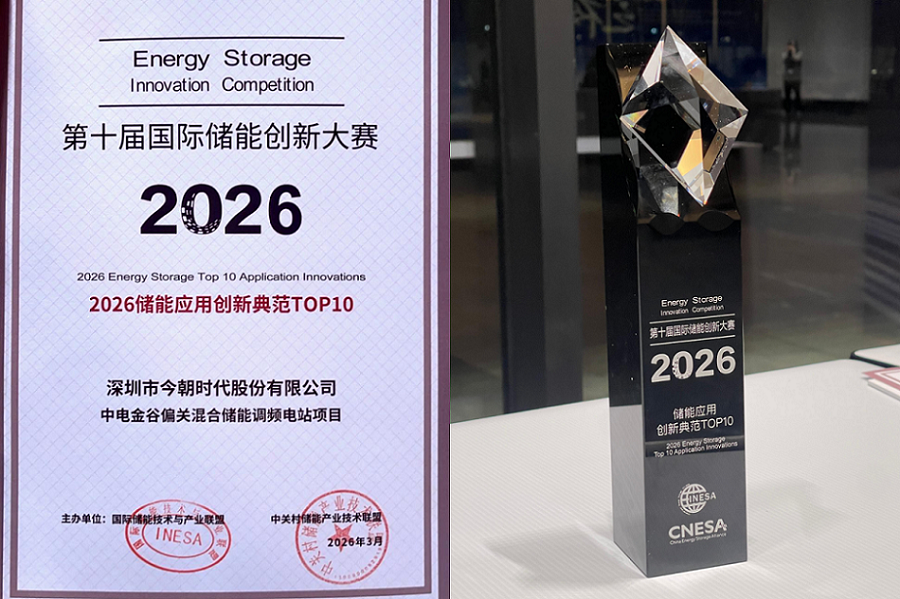 Energy Storage
Innovation Competition
第十届国际储能创新大赛
2026
2026 Energy Storage Top 10 Application Innovations
2026储能应用创新典范TOP10
深圳市今朝时代股份有限公司
中电金谷偏关混合储能调频电站项目
主办单位：国际储能技术与产业联盟
中关村储能产业技术联盟
INESA
2026年3月
Energy Storage
Innovation Competition
第十届国际储能创新大赛
2026
储能应用
创新典范TOP10
2026 Energy Storage
Top 10 Application Innovations
INESA
CNESA
China Energy Storage Alliance